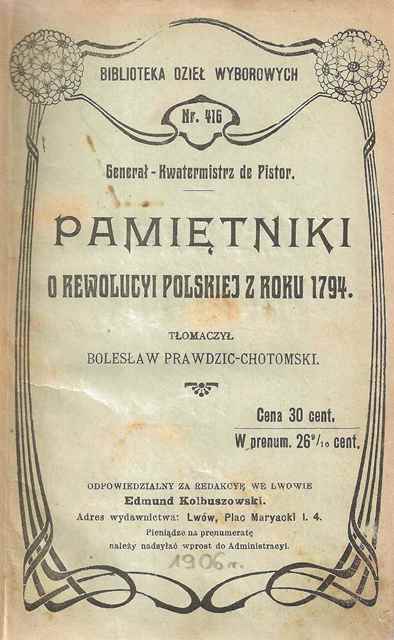 BIBLIOTEKA DZIEŁ WYBOROWYCH
Nr. 416
Generał-Kwatermistrz de Pistor.
PAMIĘTNIKI
O REWOLUCYI POLSKIEJ Z ROKU 1794.
TŁOMACZYŁ
BOLESŁAW PRAWDZIC-CHOTOMSKI.
Cena 30 cent.
W prenum. 26⁹/₁₀ cent.
ODPOWIEDZIALNY ZA REDAKCYĘ WE LWOWIE
Edmund Kolbuszowski.
Adres wydawnictwa: Lwów, Plac Maryacki l. 4.
Pieniądze na prenumeratę
należy nadsyłać wprost do Administracyi.
1906 r.